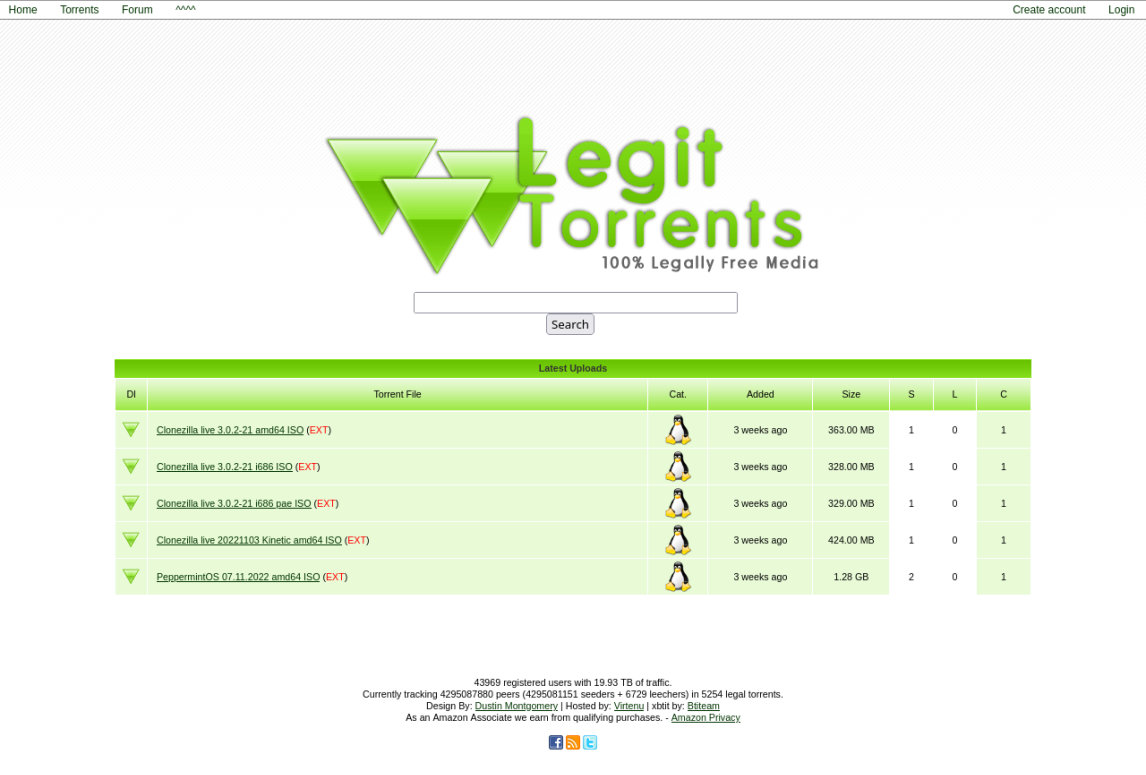 Home Torrents Forum ^^^^ Create account Login
Legit
Torrents
100% Legally Free Media
Search
Latest Uploads
Dl Torrent File Cat. Added Size S L C
Clonezilla live 3.0.2-21 amd64 ISO (EXT) 3 weeks ago 363.00 MB 1 0 1
Clonezilla live 3.0.2-21 i686 ISO (EXT) 3 weeks ago 328.00 MB 1 0 1
Clonezilla live 3.0.2-21 i686 pae ISO (EXT) 3 weeks ago 329.00 MB 1 0 1
Clonezilla live 20221103 Kinetic amd64 ISO (EXT) 3 weeks ago 424.00 MB 1 0 1
PeppermintOS 07.11.2022 amd64 ISO (EXT) 3 weeks ago 1.28 GB 2 0 1
43969 registered users with 19.93 TB of traffic.
Currently tracking 4295087880 peers (4295081151 seeders + 6729 leechers) in 5254 legal torrents.
Design By: Dustin Montgomery | Hosted by: Virtenu | xbtit by: Btiteam
As an Amazon Associate we earn from qualifying purchases. - Amazon Privacy